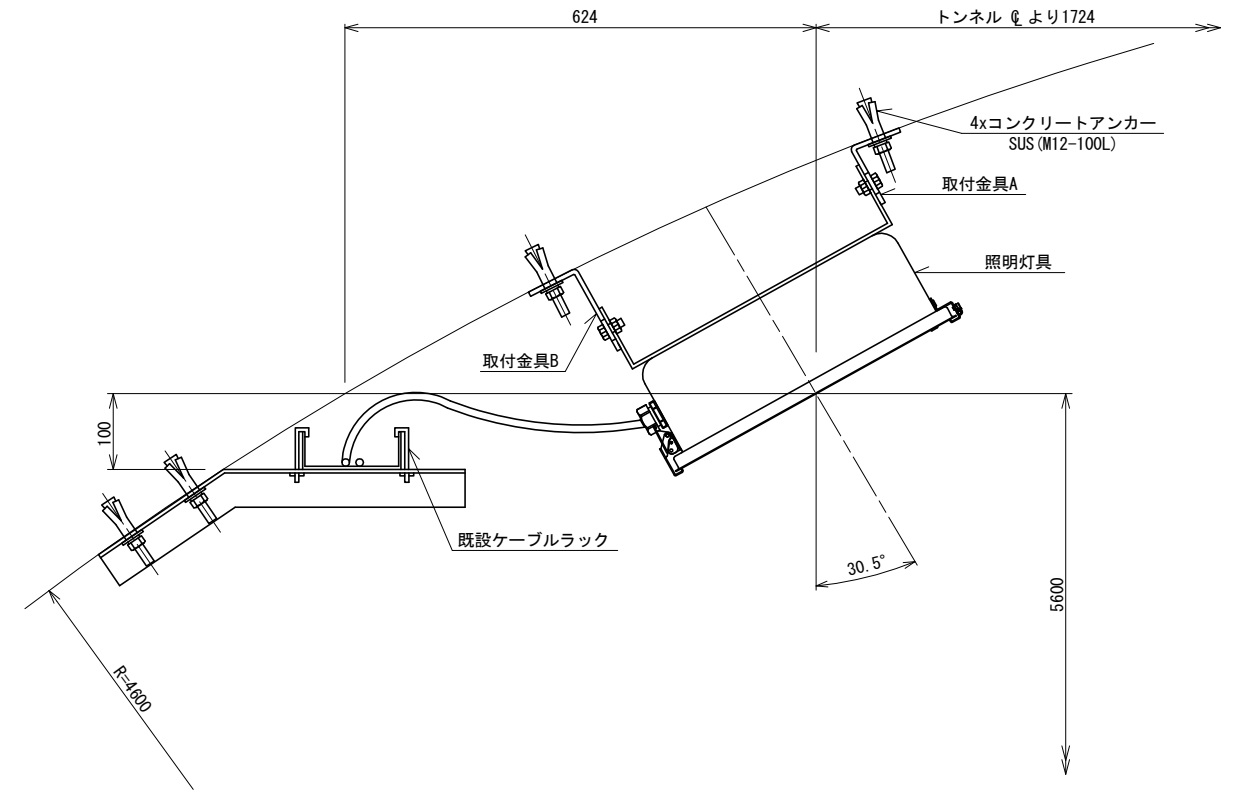 624
トンネル ℄ より1724
4xコンクリートアンカー
SUS(M12-100L)
取付金具A
照明灯具
取付金具B
100
既設ケーブルラック
30.5°
5600
R=4600